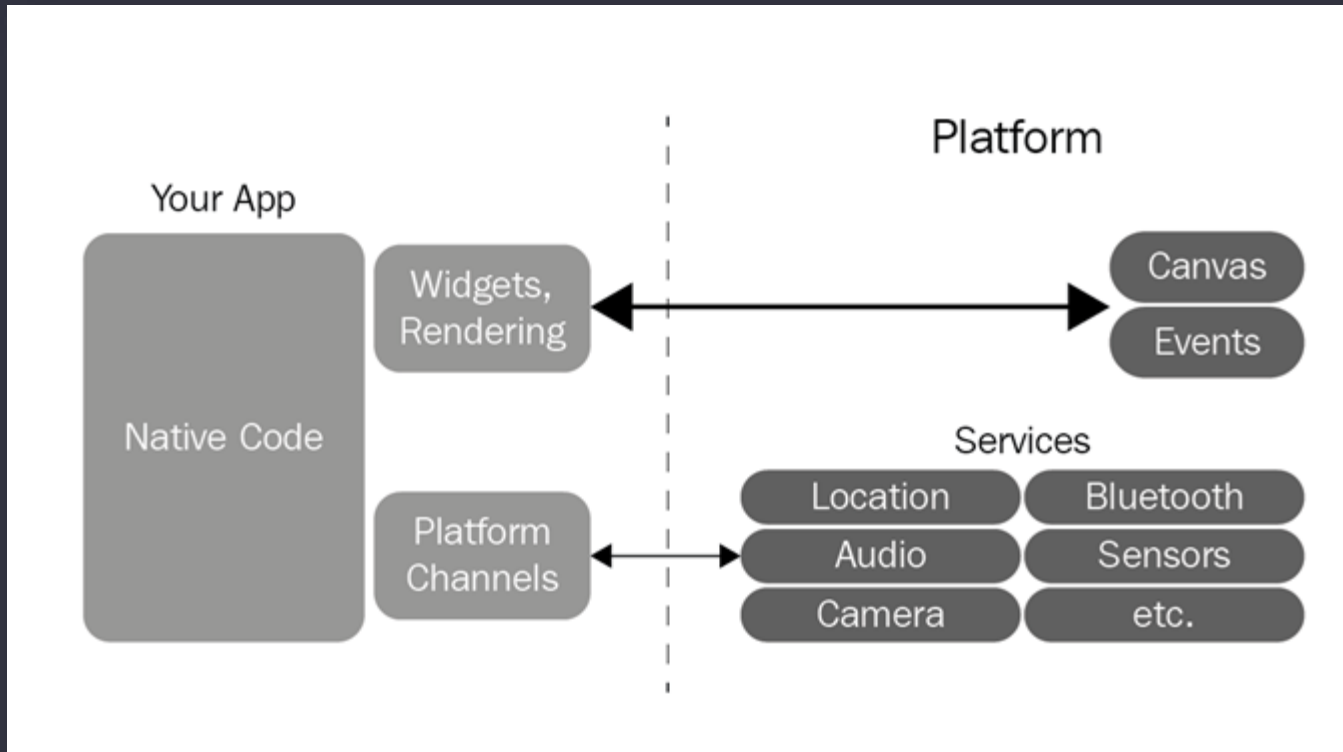 Platform
Your App
Widgets,
Rendering
Canvas
Events
Native Code
Services
Location
Bluetooth
Platform
Channels
Audio
Sensors
Camera
etc.